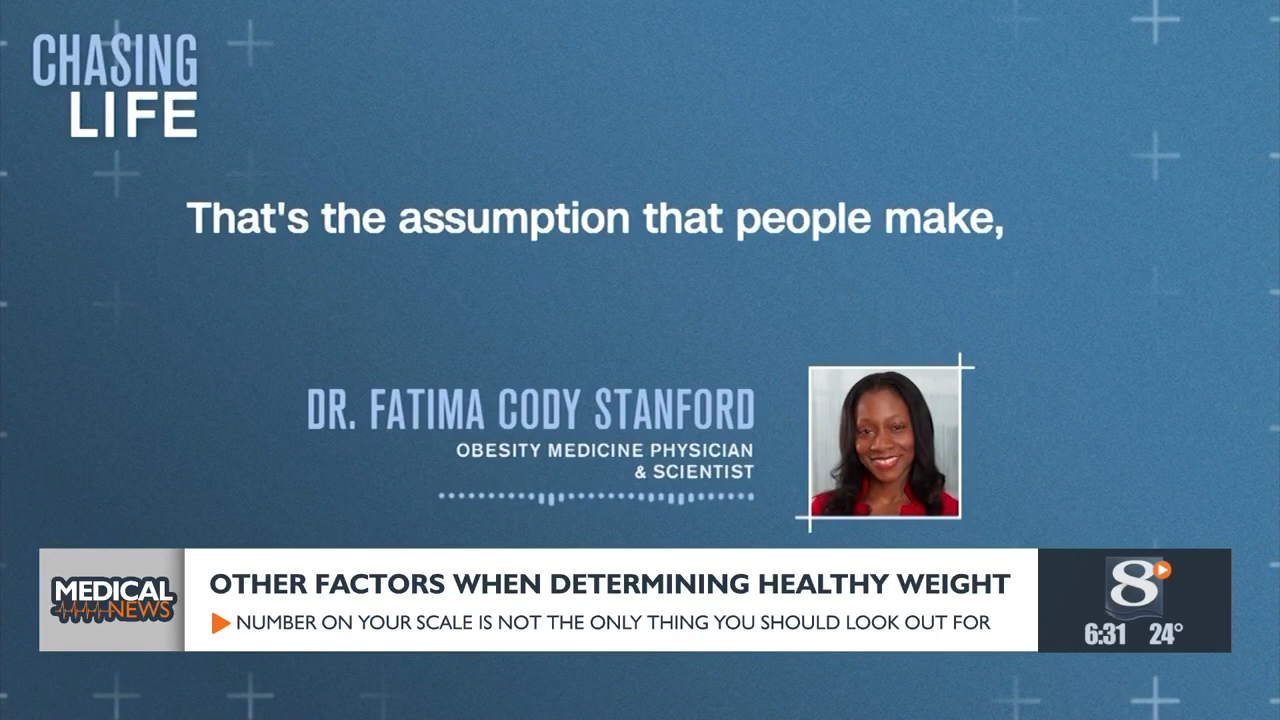 CHASING
LIFE
That's the assumption that people make,
DR. FATIMA CODY STANFORD
OBESITY MEDICINE PHYSICIAN
& SCIENTIST
MEDICAL
NEWS
OTHER FACTORS WHEN DETERMINING HEALTHY WEIGHT
NUMBER ON YOUR SCALE IS NOT THE ONLY THING YOU SHOULD LOOK OUT FOR
8
6:31 24°